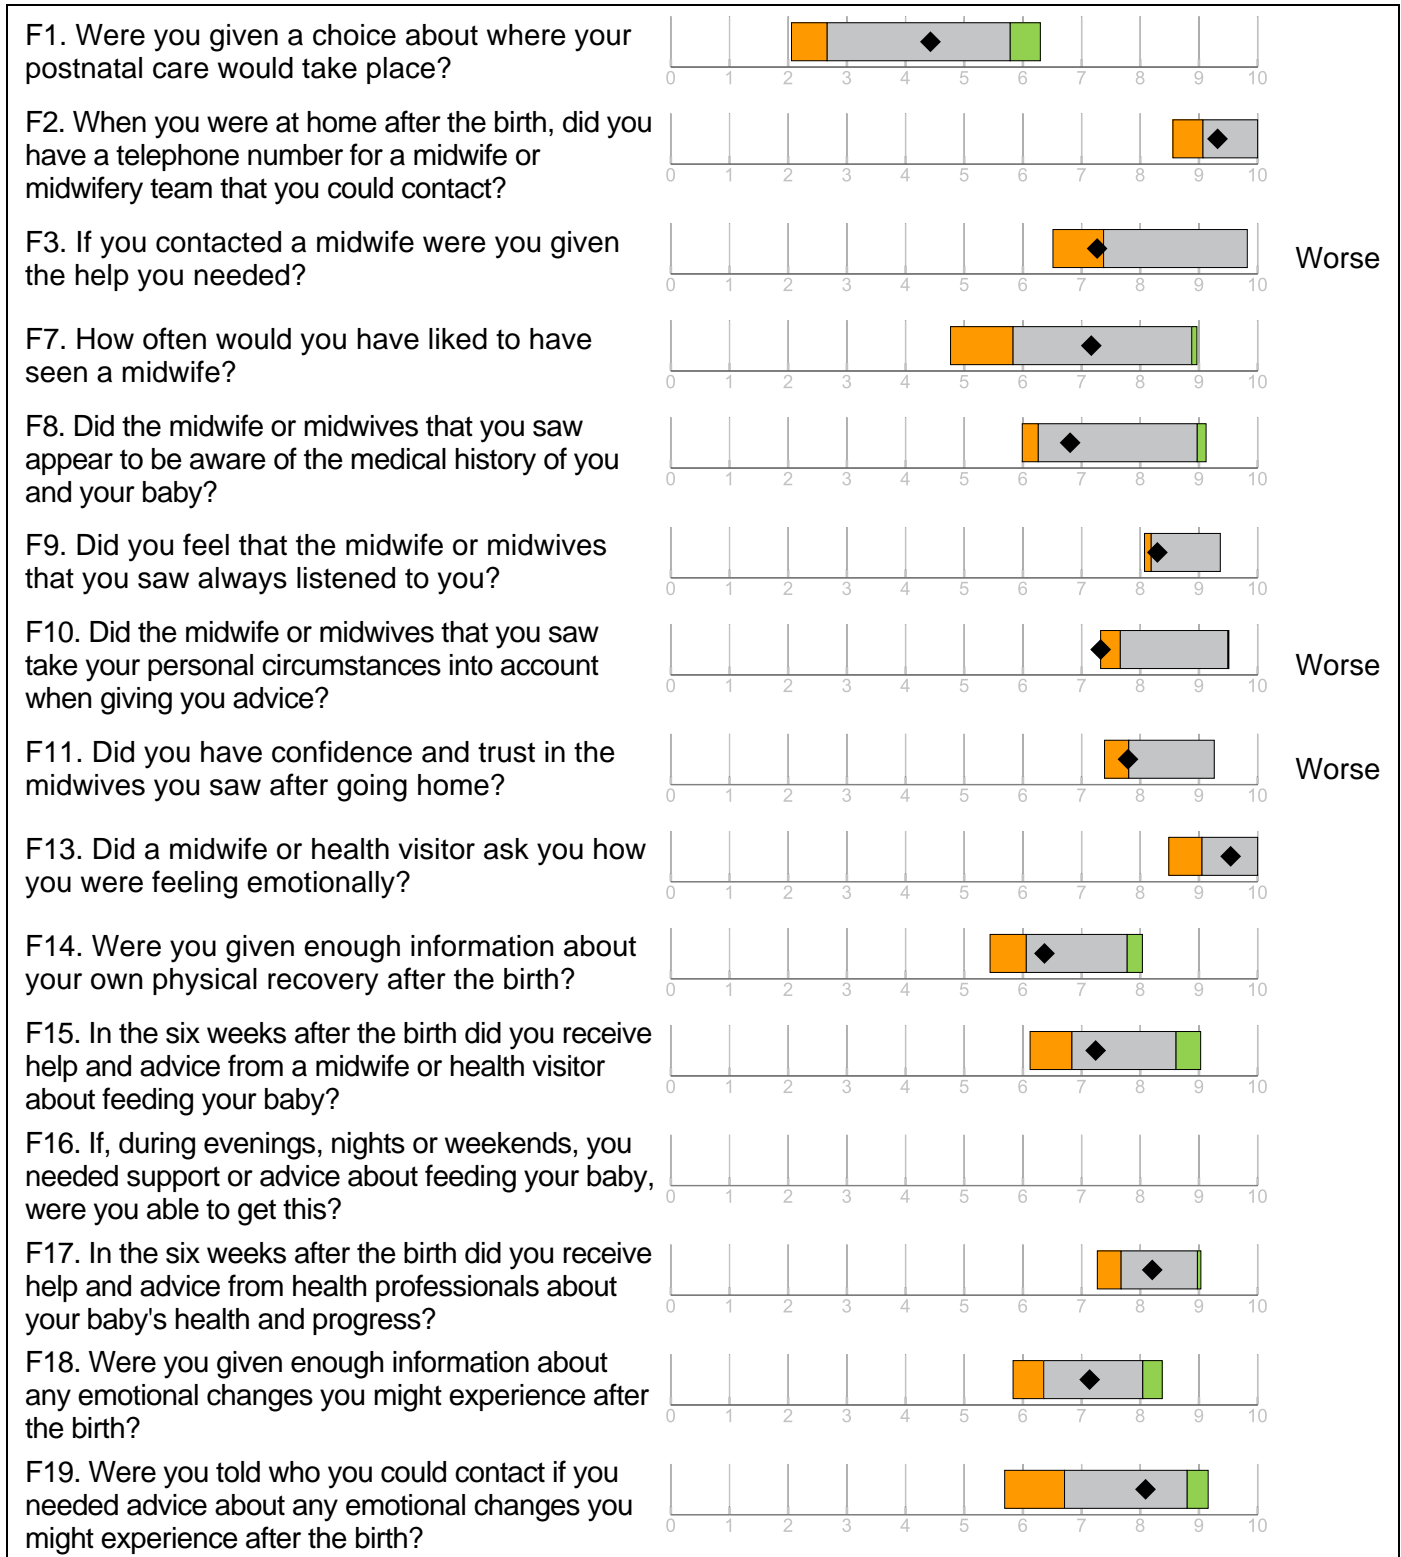 F1. Were you given a choice about where your
postnatal care would take place?
0 1 2 3 4 5 6 7 8 9 10
F2. When you were at home after the birth, did you
have a telephone number for a midwife or
midwifery team that you could contact?
0 1 2 3 4 5 6 7 8 9 10
F3. If you contacted a midwife were you given
the help you needed?
Worse
0 1 2 3 4 5 6 7 8 9 10
F7. How often would you have liked to have
seen a midwife?
0 1 2 3 4 5 6 7 8 9 10
F8. Did the midwife or midwives that you saw
appear to be aware of the medical history of you
and your baby?
0 1 2 3 4 5 6 7 8 9 10
F9. Did you feel that the midwife or midwives
that you saw always listened to you?
0 1 2 3 4 5 6 7 8 9 10
F10. Did the midwife or midwives that you saw
take your personal circumstances into account
when giving you advice?
Worse
0 1 2 3 4 5 6 7 8 9 10
F11. Did you have confidence and trust in the
midwives you saw after going home?
Worse
0 1 2 3 4 5 6 7 8 9 10
F13. Did a midwife or health visitor ask you how
you were feeling emotionally?
0 1 2 3 4 5 6 7 8 9 10
F14. Were you given enough information about
your own physical recovery after the birth?
0 1 2 3 4 5 6 7 8 9 10
F15. In the six weeks after the birth did you receive
help and advice from a midwife or health visitor
about feeding your baby?
0 1 2 3 4 5 6 7 8 9 10
F16. If, during evenings, nights or weekends, you
needed support or advice about feeding your baby,
were you able to get this?
0 1 2 3 4 5 6 7 8 9 10
F17. In the six weeks after the birth did you receive
help and advice from health professionals about
your baby's health and progress?
0 1 2 3 4 5 6 7 8 9 10
F18. Were you given enough information about
any emotional changes you might experience after
the birth?
0 1 2 3 4 5 6 7 8 9 10
F19. Were you told who you could contact if you
needed advice about any emotional changes you
might experience after the birth?
0 1 2 3 4 5 6 7 8 9 10